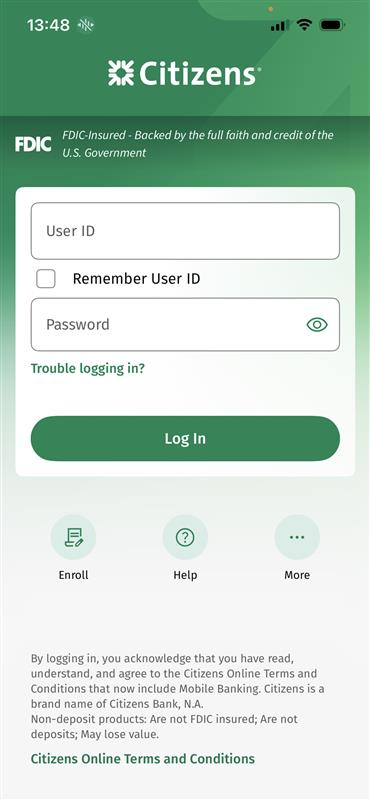 13:48
Citizens
FDIC
FDIC-Insured - Backed by the full faith and credit of the
U.S. Government
User ID
Remember User ID
Password
Trouble logging in?
Log In
Enroll
Help
More
By logging in, you acknowledge that you have read,
understand, and agree to the Citizens Online Terms and
Conditions that now include Mobile Banking. Citizens is a
brand name of Citizens Bank, N.A.
Non-deposit products: Are not FDIC insured; Are not
deposits; May lose value.
Citizens Online Terms and Conditions